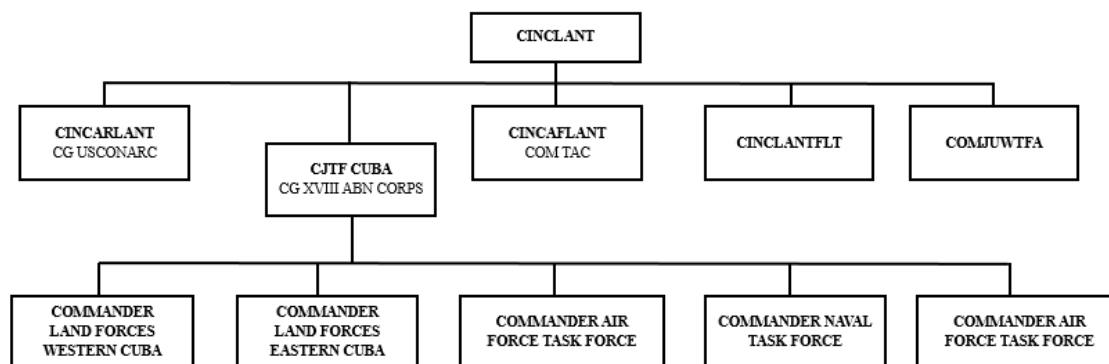 CINCLANT
CINCARLANT
CG USCONARC
CJTF CUBA
CG XVIII ABN CORPS
CINCAFLANT
COM TAC
CINCLANTFLT
COMJUWTFA
COMMANDER
LAND FORCES
WESTERN CUBA
COMMANDER
LAND FORCES
EASTERN CUBA
COMMANDER AIR
FORCE TASK FORCE
COMMANDER NAVAL
TASK FORCE
COMMANDER AIR
FORCE TASK FORCE